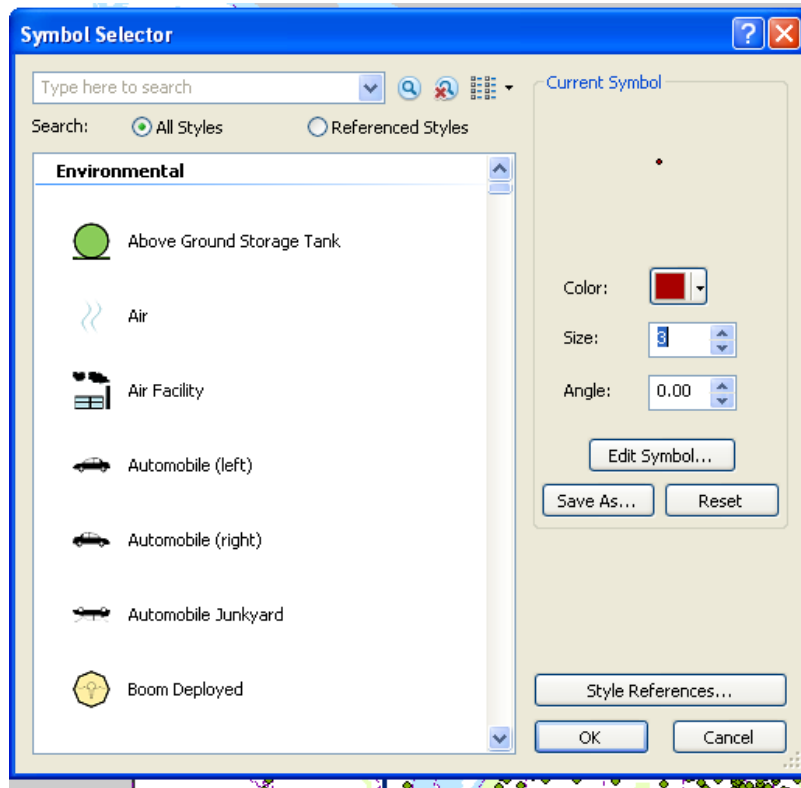 Symbol Selector
Type here to search
Search: All Styles Referenced Styles
Environmental
Above Ground Storage Tank
Air
Air Facility
Automobile (left)
Automobile (right)
Automobile Junkyard
Boom Deployed
Current Symbol
Color:
Size: 3
Angle: 0.00
Edit Symbol...
Save As... Reset
Style References...
OK Cancel